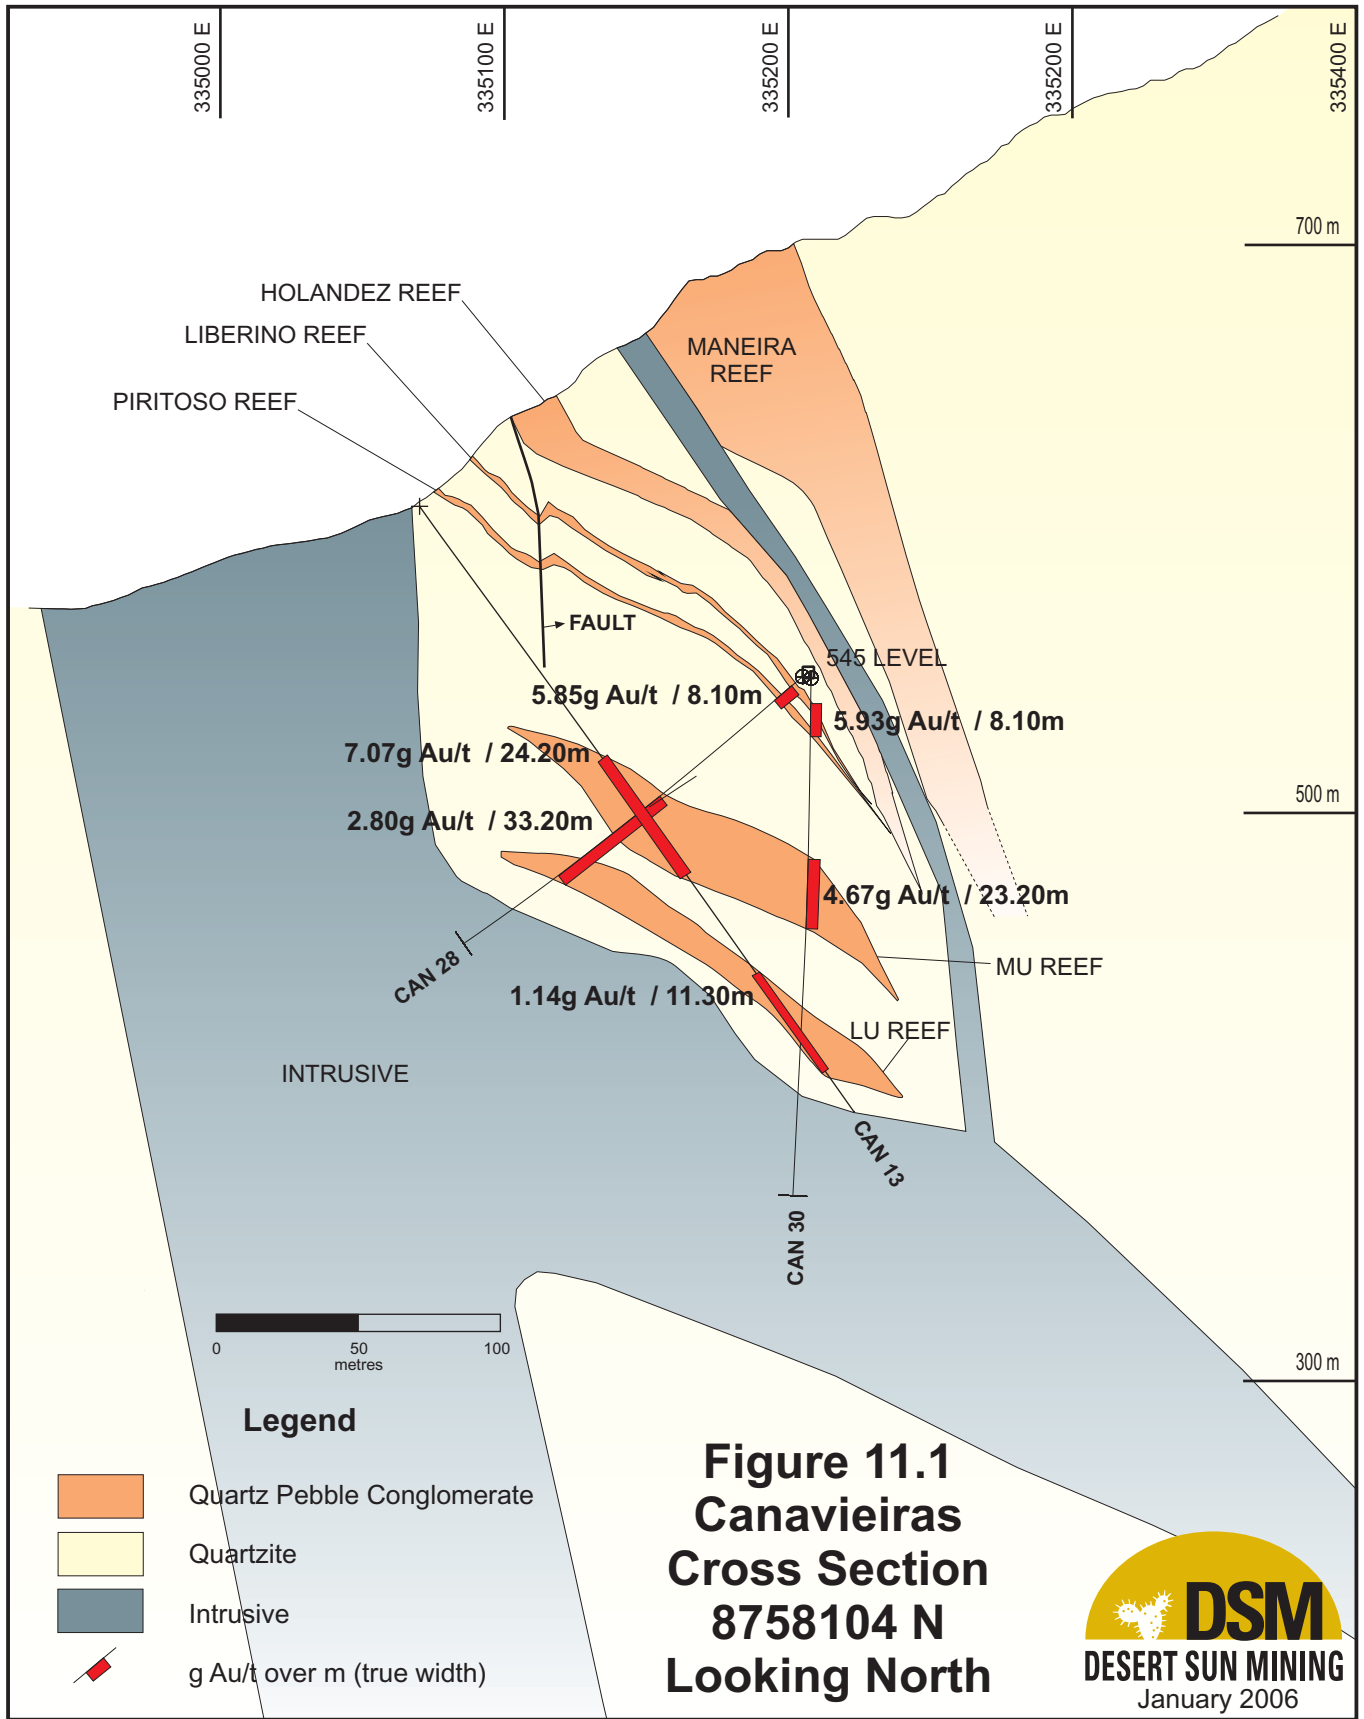 335000 E
335100 E
335200 E
335200 E
335400 E
700 m
HOLANDEZ REEF
LIBERINO REEF
MANEIRA
REEF
PIRITOSO REEF
FAULT
545 LEVEL
5.85g Au/t / 8.10m
5.93g Au/t / 8.10m
7.07g Au/t / 24.20m
500 m
2.80g Au/t / 33.20m
4.67g Au/t / 23.20m
CAN 28
MU REEF
1.14g Au/t / 11.30m
LU REEF
INTRUSIVE
CAN 13
CAN 30
0 50 100
metres
300 m
Legend
Quartz Pebble Conglomerate
Quartzite
Intrusive
g Au/t over m (true width)
Figure 11.1
Canavieiras
Cross Section
8758104 N
Looking North
DSM
DESERT SUN MINING
January 2006